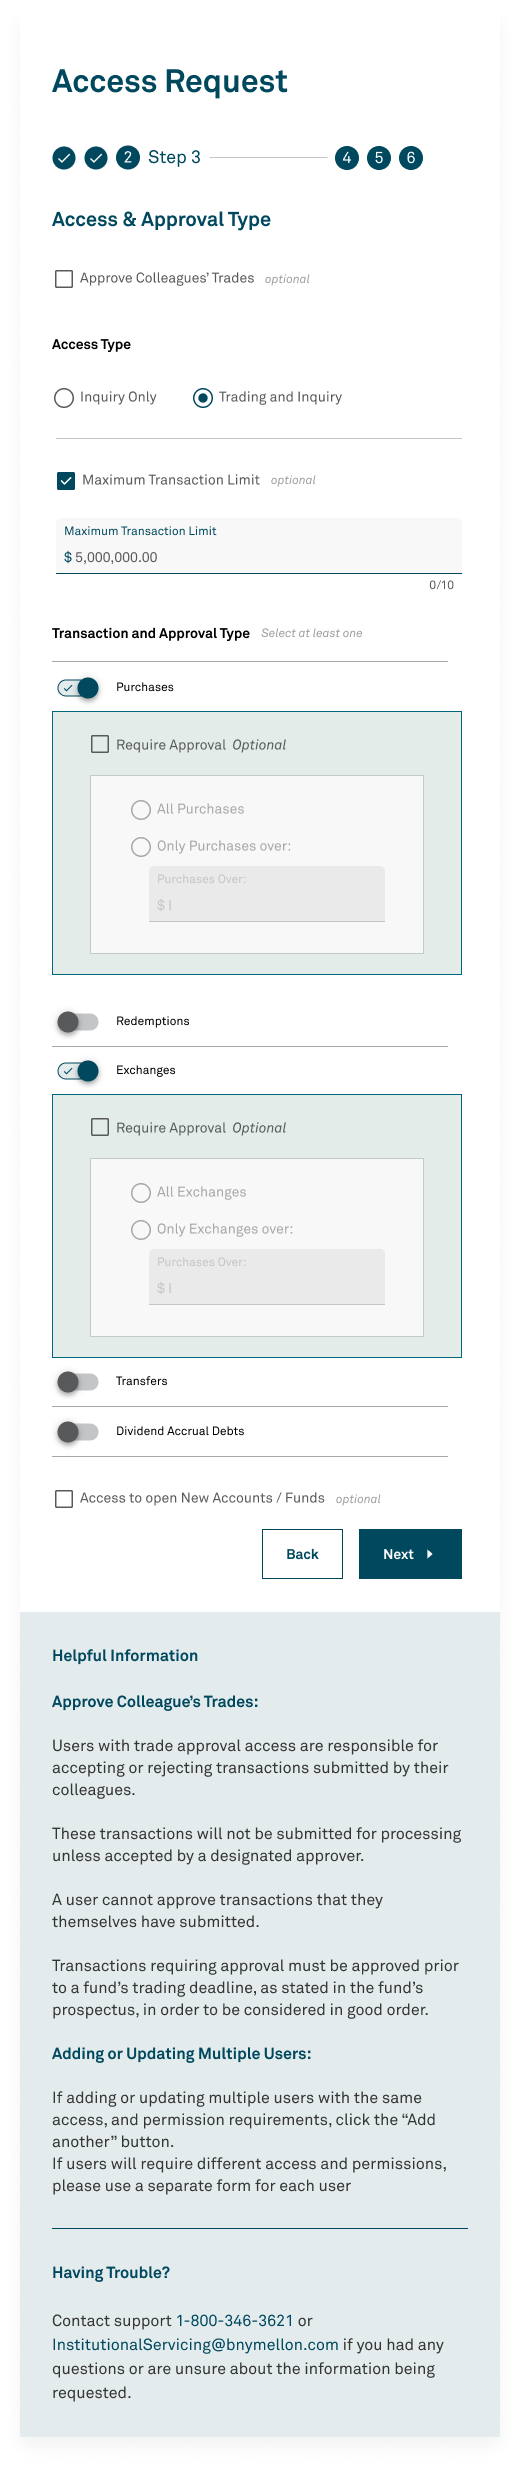 Access Request
2 Step 3 4 5 6
Access & Approval Type
Approve Colleagues’ Trades optional
Access Type
Inquiry Only Trading and Inquiry
Maximum Transaction Limit optional
Maximum Transaction Limit
$ 5,000,000.00
0/10
Transaction and Approval Type Select at least one
Purchases
Require Approval Optional
All Purchases
Only Purchases over:
Purchases Over:
$ |
Redemptions
Exchanges
Require Approval Optional
All Exchanges
Only Exchanges over:
Purchases Over:
$ |
Transfers
Dividend Accrual Debts
Access to open New Accounts / Funds optional
Back Next
Helpful Information
Approve Colleague’s Trades:
Users with trade approval access are responsible for
accepting or rejecting transactions submitted by their
colleagues.
These transactions will not be submitted for processing
unless accepted by a designated approver.
A user cannot approve transactions that they
themselves have submitted.
Transactions requiring approval must be approved prior
to a fund’s trading deadline, as stated in the fund’s
prospectus, in order to be considered in good order.
Adding or Updating Multiple Users:
If adding or updating multiple users with the same
access, and permission requirements, click the “Add
another” button.
If users will require different access and permissions,
please use a separate form for each user
Having Trouble?
Contact support 1-800-346-3621 or
InstitutionalServicing@bnymellon.com if you had any
questions or are unsure about the information being
requested.